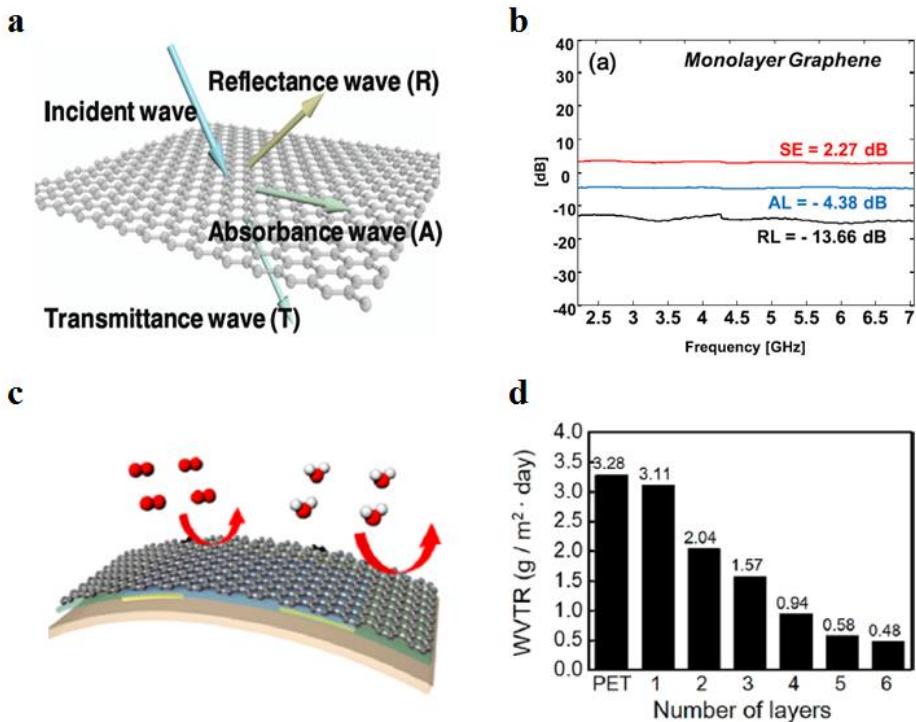 a
Reflectance wave (R)
Incident wave
Absorbance wave (A)
Transmittance wave (T)
b
(a)
Monolayer Graphene
40
30
20
10
0
-10
-20
-30
-40
[dB]
SE = 2.27 dB
AL = - 4.38 dB
RL = - 13.66 dB
2.5 3 3.5 4 4.5 5 5.5 6 6.5 7
Frequency [GHz]
c
d
WVTR (g / m² · day)
4.0
3.5
3.0
2.5
2.0
1.5
1.0
0.5
0.0
3.28
3.11
2.04
1.57
0.94
0.58
0.48
PET 1 2 3 4 5 6
Number of layers